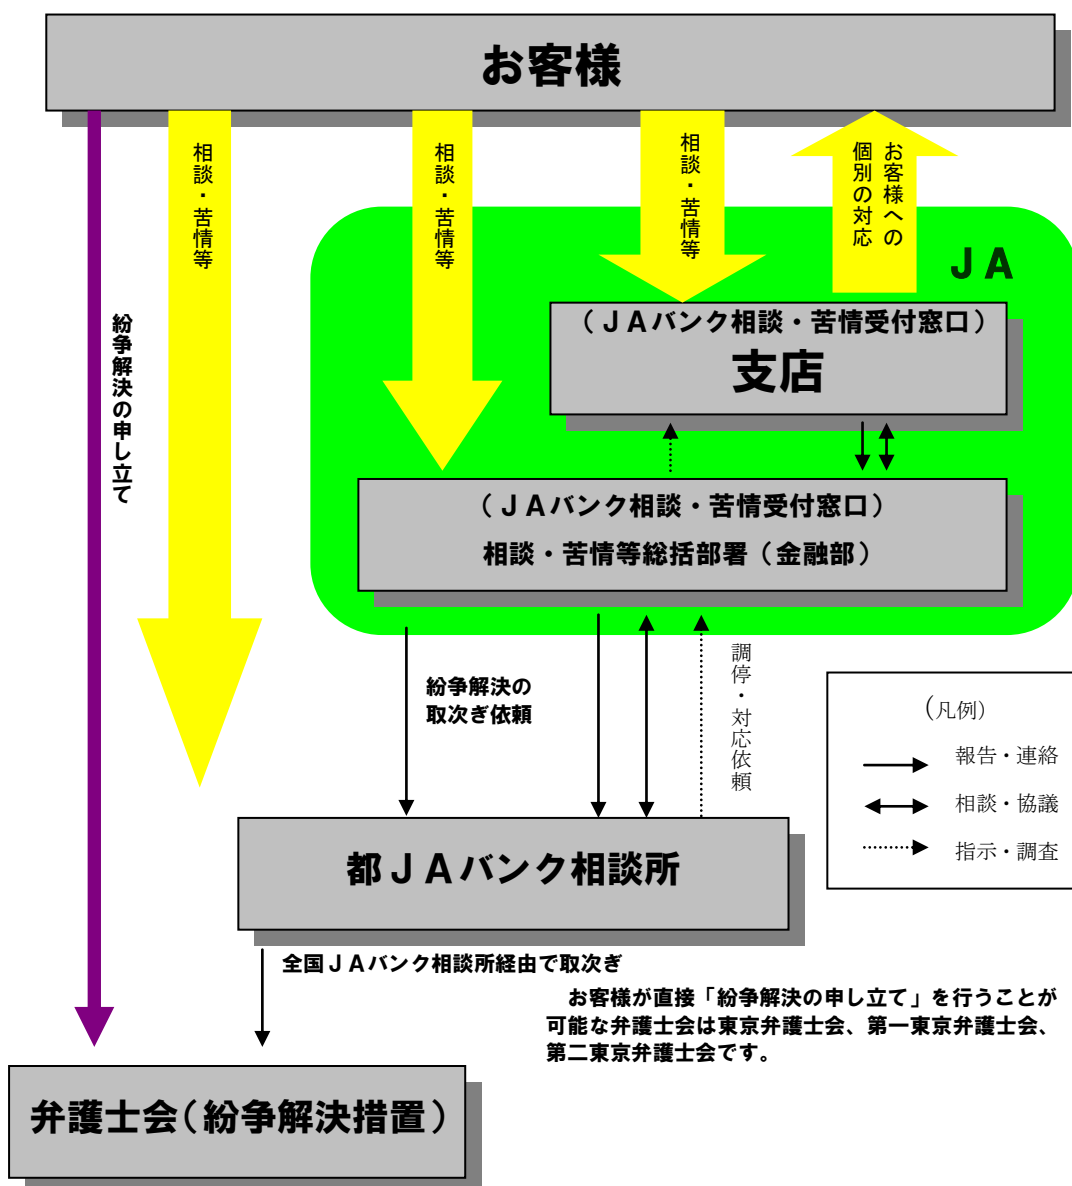 お客様
相談・苦情等
相談・苦情等
相談・苦情等
お客様への
個別の対応
ＪＡ
紛争解決の申し立て
（ＪＡバンク相談・苦情受付窓口）
支店
（ＪＡバンク相談・苦情受付窓口）
相談・苦情等総括部署（金融部）
紛争解決の
取次ぎ依頼
調停・対応依頼
（凡例）
報告・連絡
相談・協議
指示・調査
都ＪＡバンク相談所
全国ＪＡバンク相談所経由で取次ぎ
お客様が直接「紛争解決の申し立て」を行うことが
可能な弁護士会は東京弁護士会、第一東京弁護士会、
第二東京弁護士会です。
弁護士会（紛争解決措置）